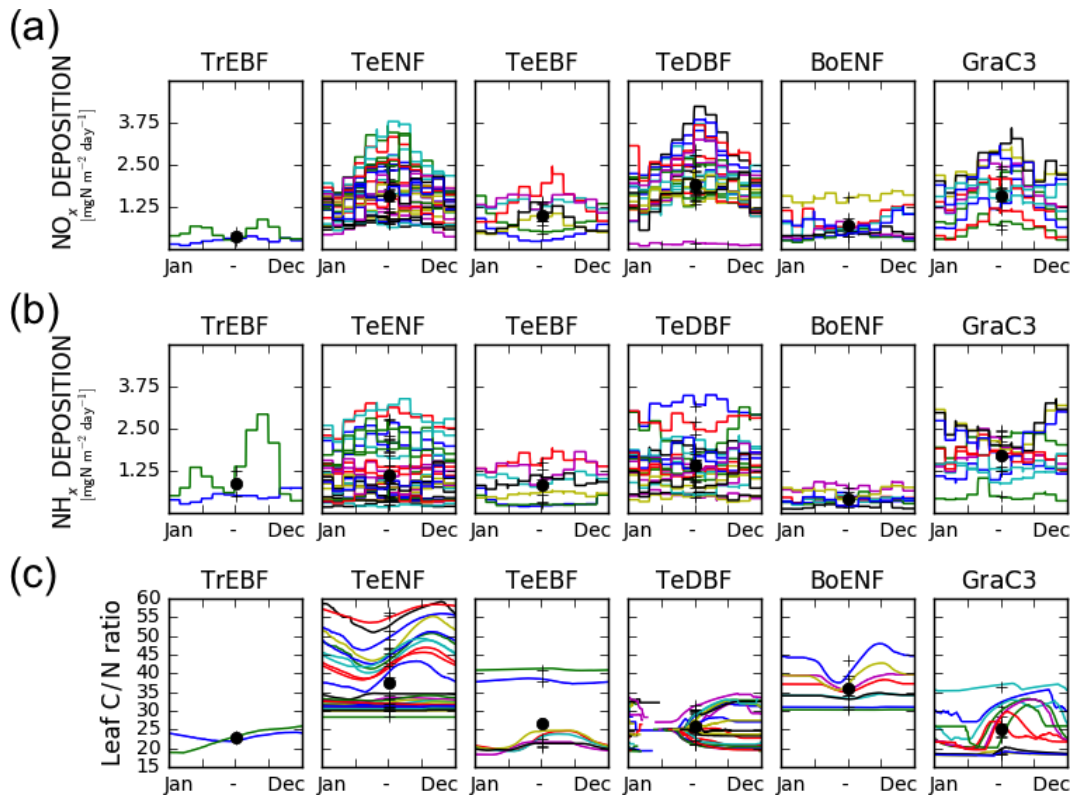 (a)
TrEBF TeENF TeEBF TeDBF BoENF GraC3
NOx DEPOSITION
[mgN m⁻² day⁻¹]
3.75
2.50
1.25
Jan - Dec Jan - Dec Jan - Dec Jan - Dec Jan - Dec Jan - Dec
(b)
TrEBF TeENF TeEBF TeDBF BoENF GraC3
NHx DEPOSITION
[mgN m⁻² day⁻¹]
3.75
2.50
1.25
Jan - Dec Jan - Dec Jan - Dec Jan - Dec Jan - Dec Jan - Dec
(c)
TrEBF TeENF TeEBF TeDBF BoENF GraC3
Leaf C/N ratio
60
55
50
45
40
35
30
25
20
15
Jan - Dec Jan - Dec Jan - Dec Jan - Dec Jan - Dec Jan - Dec